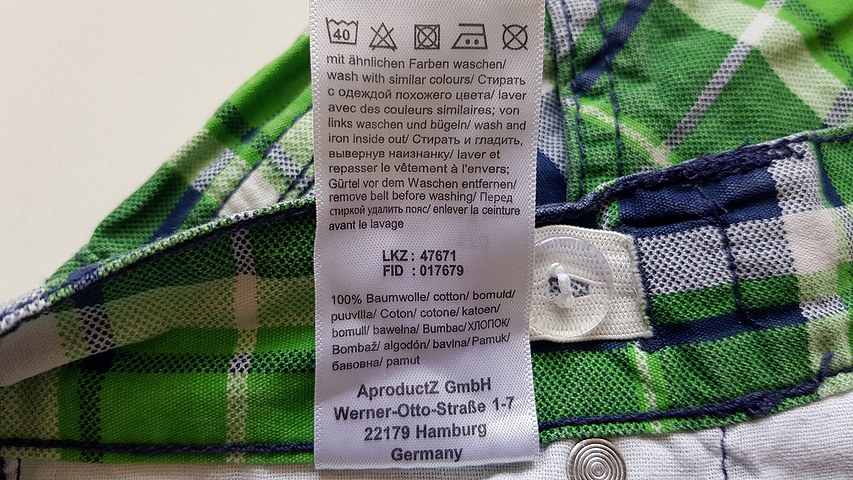 40
mit ähnlichen Farben waschen/
wash with similar colours/ Стирать
с одеждой похожего цвета/ laver
avec des couleurs similaires; von
links waschen und bügeln/ wash and
iron inside out/ Стирать и гладить,
вывернув наизнанку/ laver et
repasser le vêtement à l'envers;
Gürtel vor dem Waschen entfernen/
remove belt before washing/ Перед
стиркой удалить пояс/ enlever la ceinture
avant le lavage
LKZ : 47671
FID : 017679
100% Baumwolle/ cotton/ bomuld/
puuvilla/ Coton/ cotone/ katoen/
bomull/ bawełna/ Bumbac/ХЛОПОК/
Bombaž/ algodón/ bavlna/ Pamuk/
бавовна/ pamut
AproductZ GmbH
Werner-Otto-Straße 1-7
22179 Hamburg
Germany